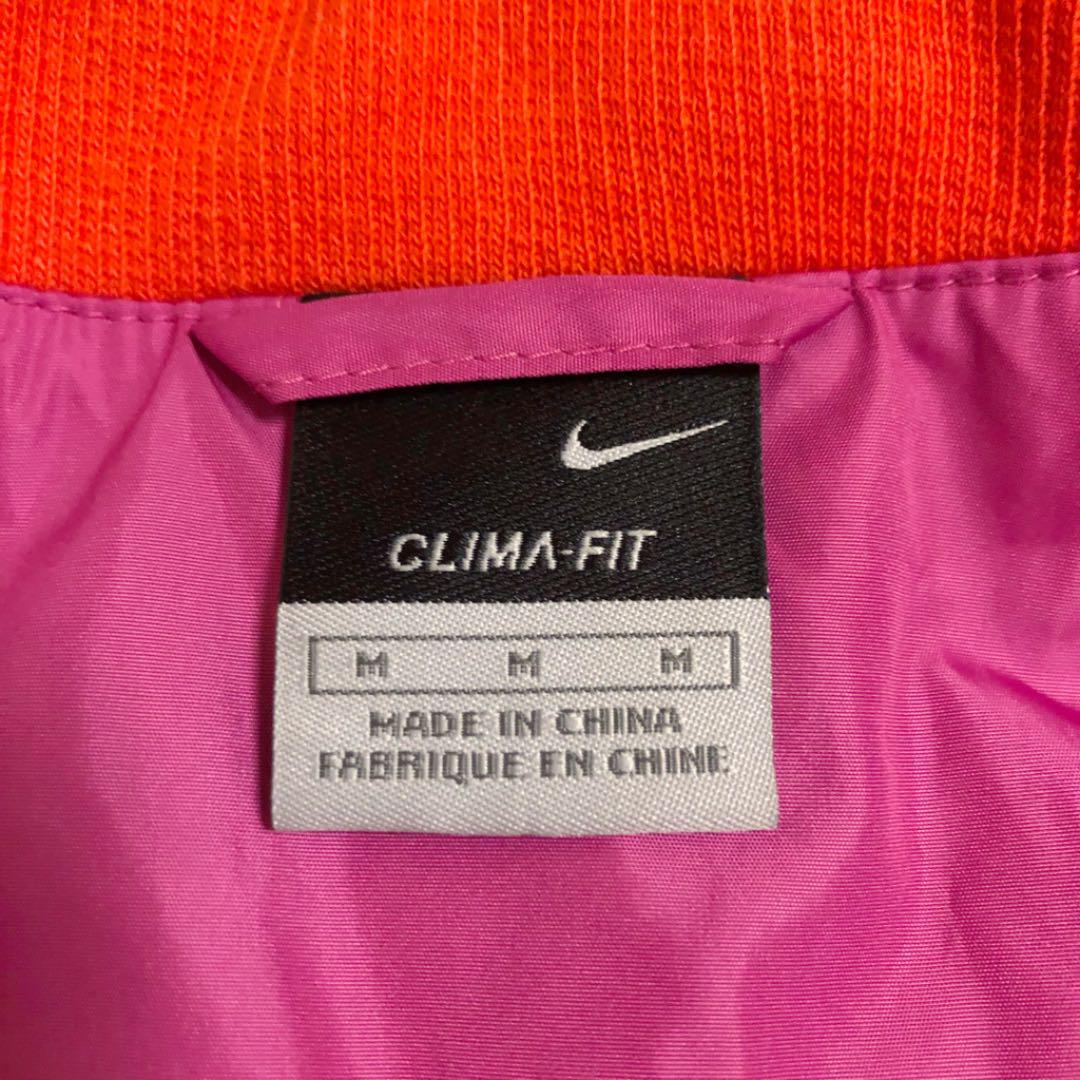 CLIMA-FIT
M M M
MADE IN CHINA
FABRIQUE EN CHINE